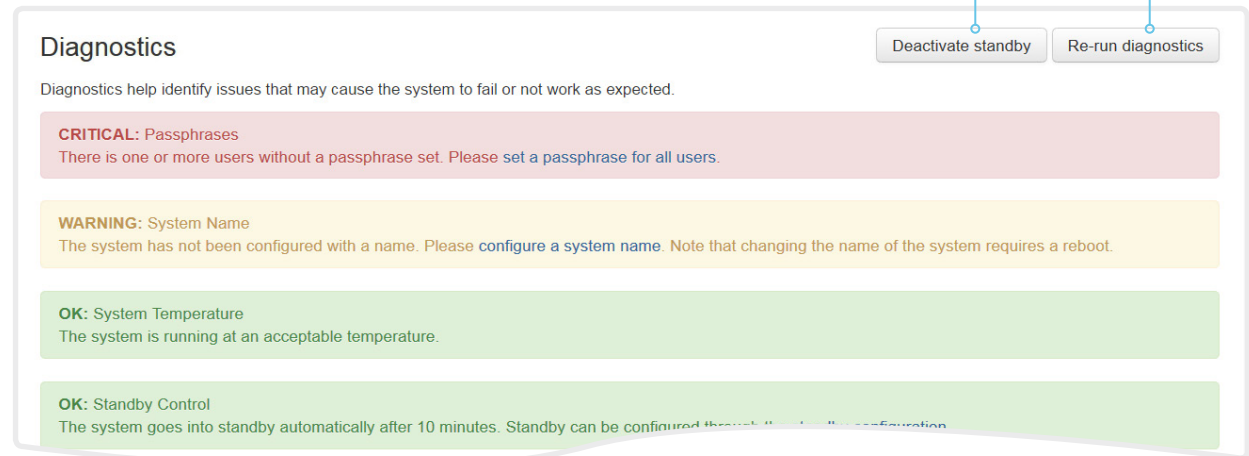 Diagnostics
Deactivate standby
Re-run diagnostics
Diagnostics help identify issues that may cause the system to fail or not work as expected.
CRITICAL: Passphrases
There is one or more users without a passphrase set. Please set a passphrase for all users.
WARNING: System Name
The system has not been configured with a name. Please configure a system name. Note that changing the name of the system requires a reboot.
OK: System Temperature
The system is running at an acceptable temperature.
OK: Standby Control
The system goes into standby automatically after 10 minutes. Standby can be configured through the standby configuration